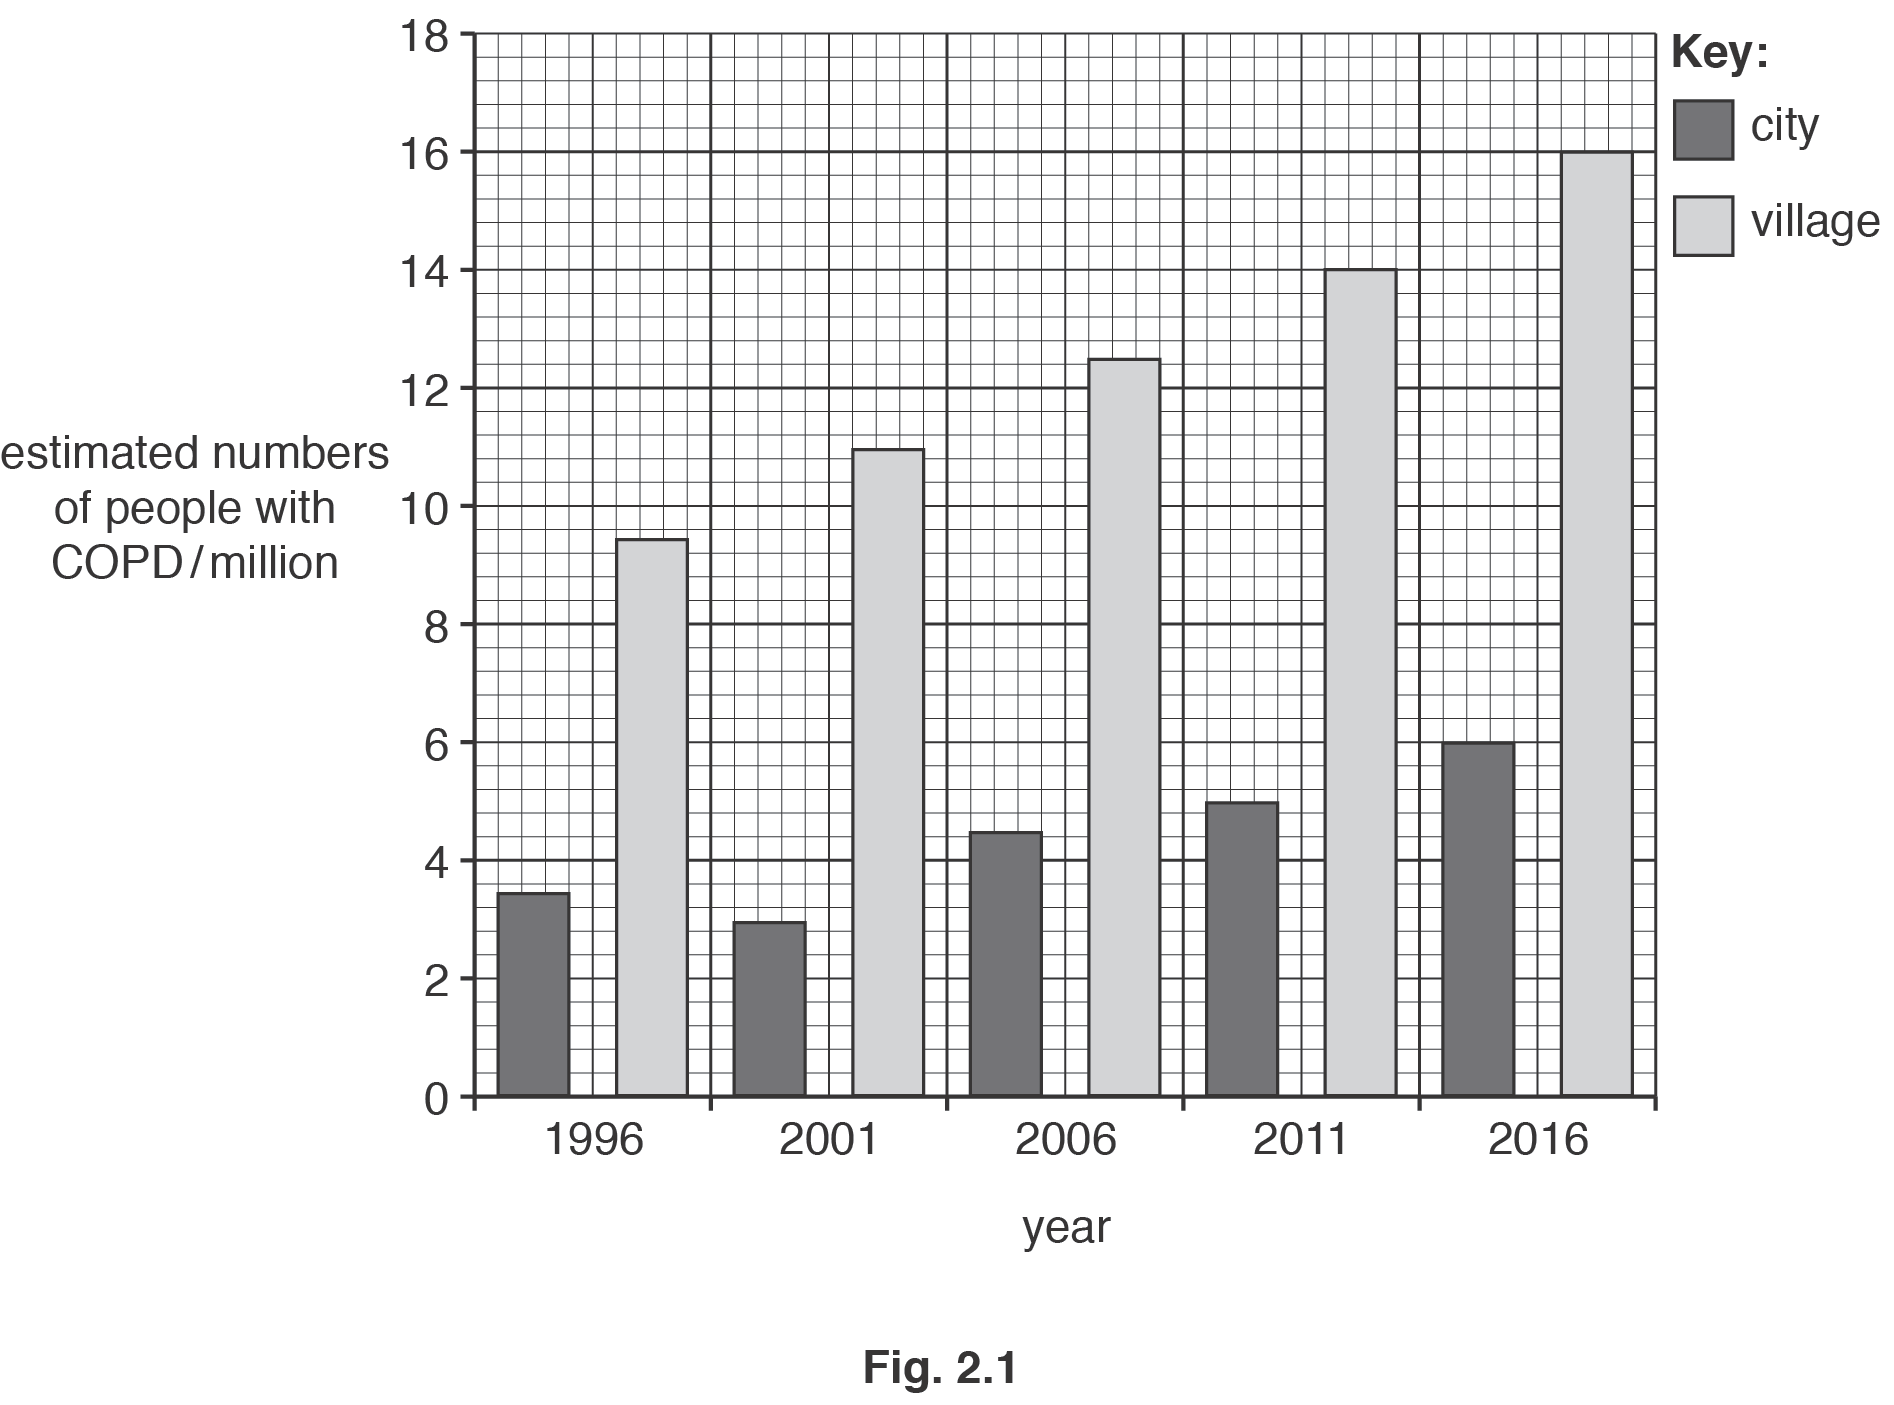 18
16
14
12
10
8
6
4
2
0
estimated numbers
of people with
COPD / million
1996 2001 2006 2011 2016
year
Key:
city
village
Fig. 2.1